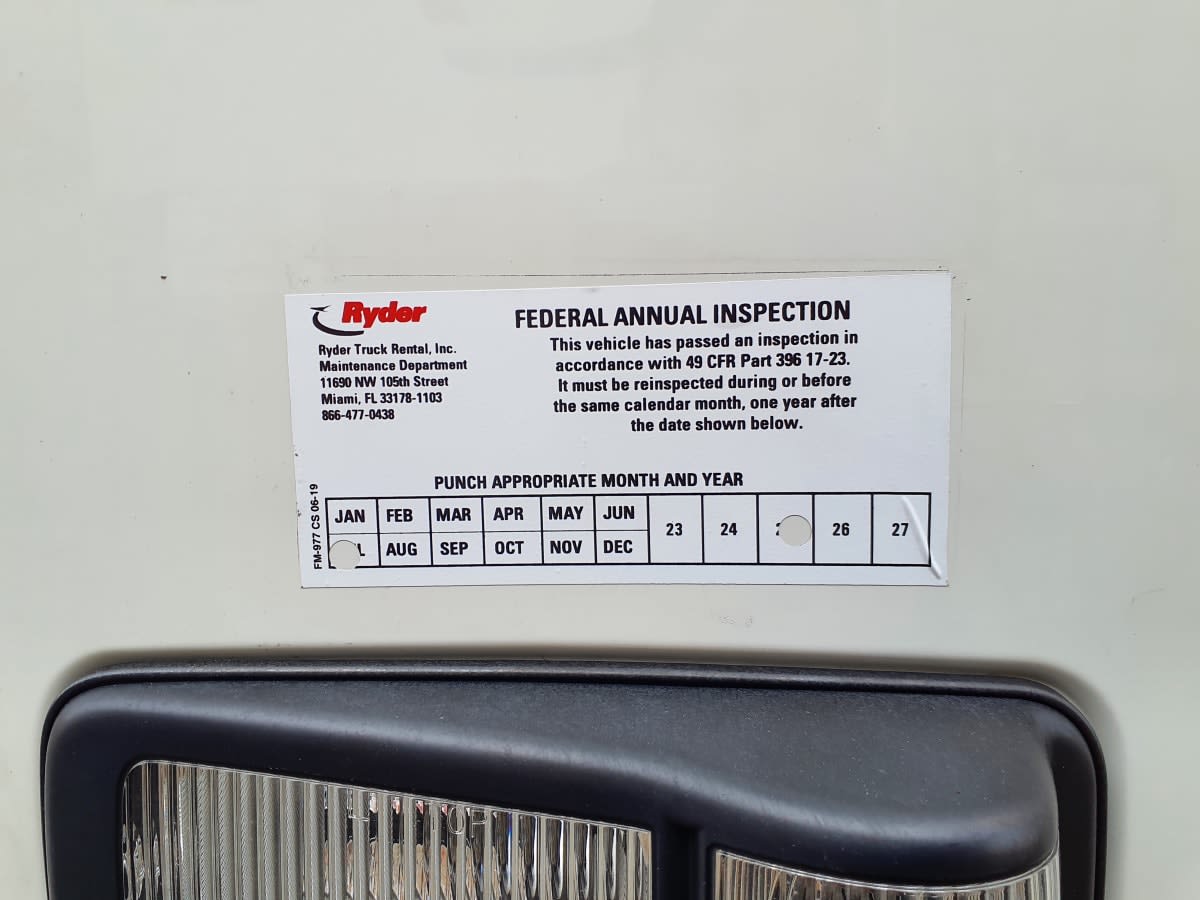 Ryder
Ryder Truck Rental, Inc.
Maintenance Department
11690 NW 105th Street
Miami, FL 33178-1103
866-477-0438
FEDERAL ANNUAL INSPECTION
This vehicle has passed an inspection in
accordance with 49 CFR Part 396 17-23.
It must be reinspected during or before
the same calendar month, one year after
the date shown below.
PUNCH APPROPRIATE MONTH AND YEAR
FM-977 CS 06-19
JAN FEB MAR APR MAY JUN
AUG SEP OCT NOV DEC
23 24 26 27